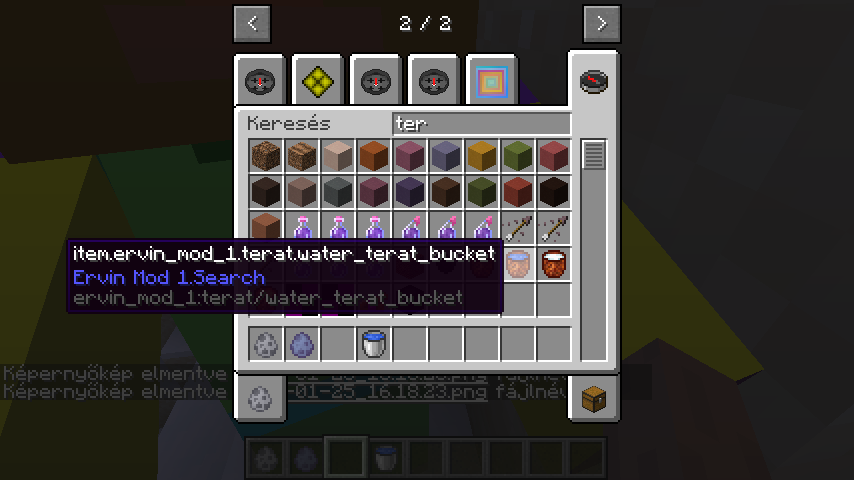 2 / 2
Keresés
ter
item.ervin_mod_1.terat.water_terat_bucket
Ervin Mod 1.Search
ervin_mod_1:terat/water_terat_bucket
Képernyőkép elmentve
Képernyőkép elmentve -01-25_16.18.23.png fájlnév